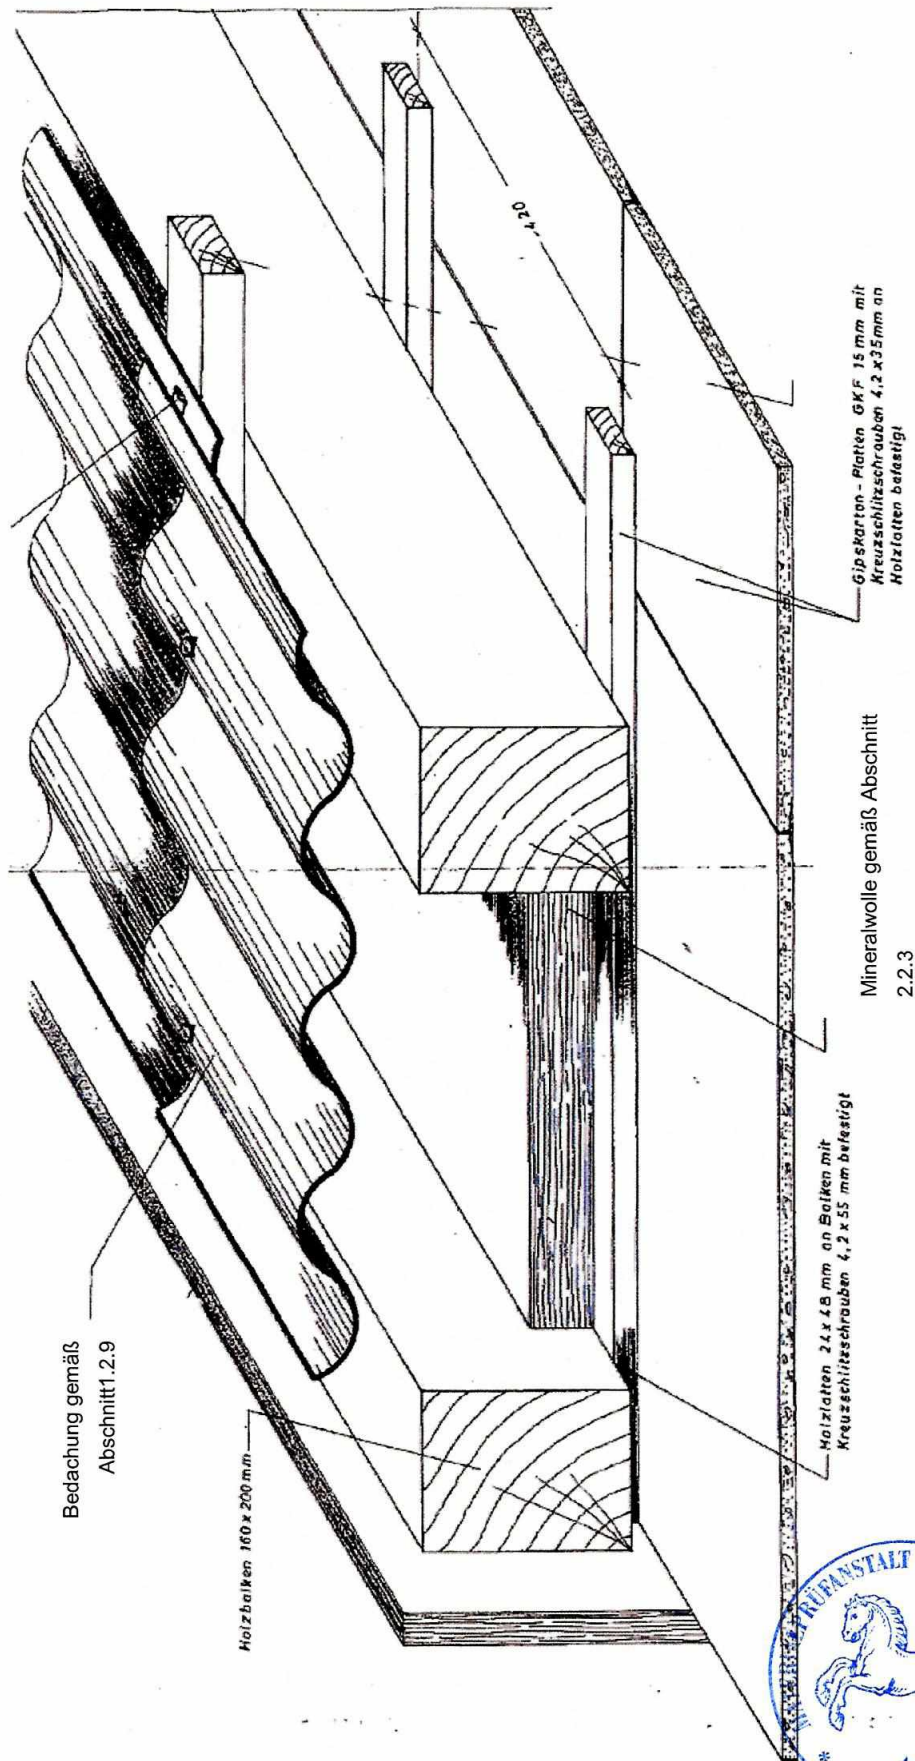 Bedachung gemäß
Abschnitt1.2.9
Holzbalken 160 x 200 mm
~420
Holzlatten 24 x 48 mm an Balken mit
Kreuzschlitzschrauben 4,2 x 55 mm befestigt
Mineralwolle gemäß Abschnitt
2.2.3
Gipskarton - Platten GKF 15 mm mit
Kreuzschlitzschrauben 4,2 x 35mm an
Holzlatten befestigt
PRÜFANSTALT
*